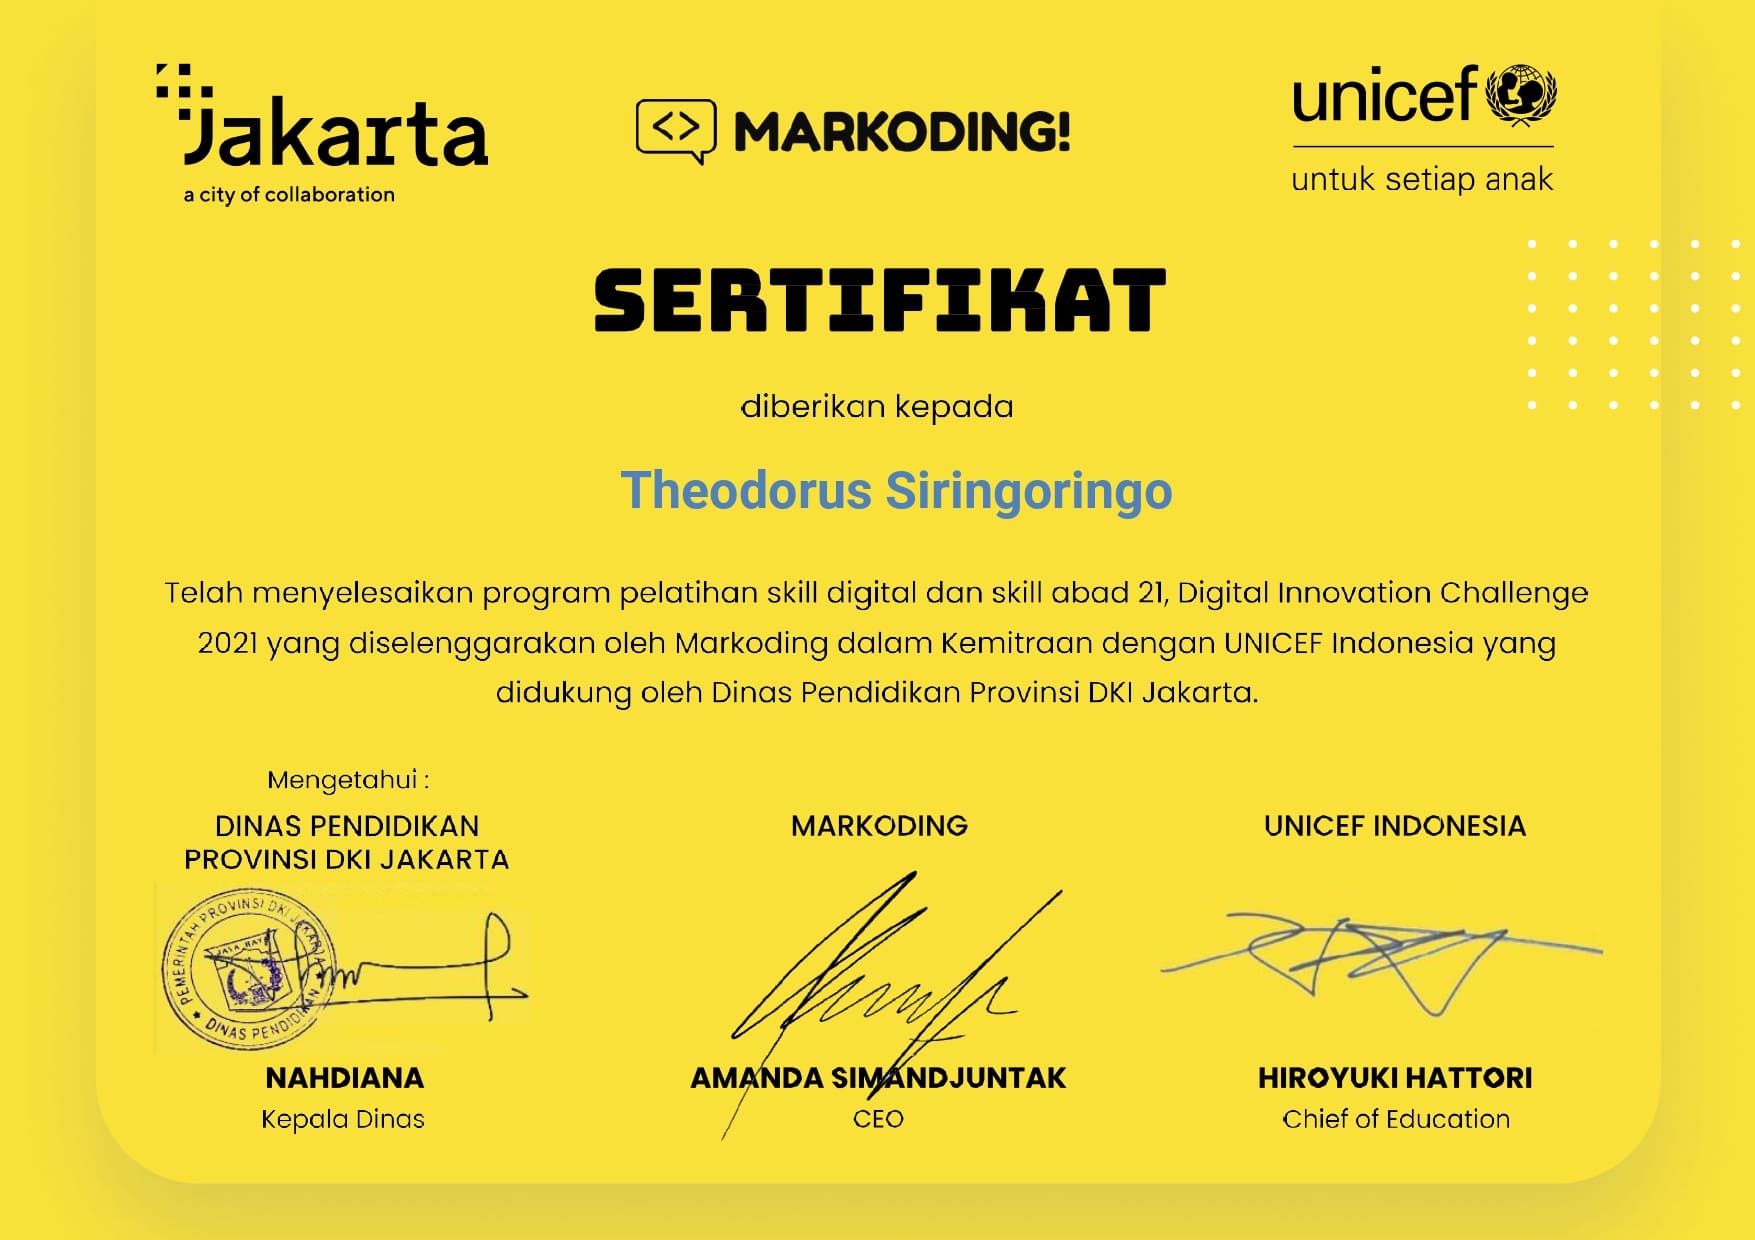 Jakarta
a city of collaboration
<> MARKODING!
unicef
untuk setiap anak
SERTIFIKAT
diberikan kepada
Theodorus Siringoringo
Telah menyelesaikan program pelatihan skill digital dan skill abad 21, Digital Innovation Challenge
2021 yang diselenggarakan oleh Markoding dalam Kemitraan dengan UNICEF Indonesia yang
didukung oleh Dinas Pendidikan Provinsi DKI Jakarta.
Mengetahui :
DINAS PENDIDIKAN
PROVINSI DKI JAKARTA
MARKODING
UNICEF INDONESIA
PEMERINTAH PROVINSI DKI JAKARTA
JAYA RAYA
DINAS PENDIDIKAN
NAHDIANA
Kepala Dinas
AMANDA SIMANDJUNTAK
CEO
HIROYUKI HATTORI
Chief of Education